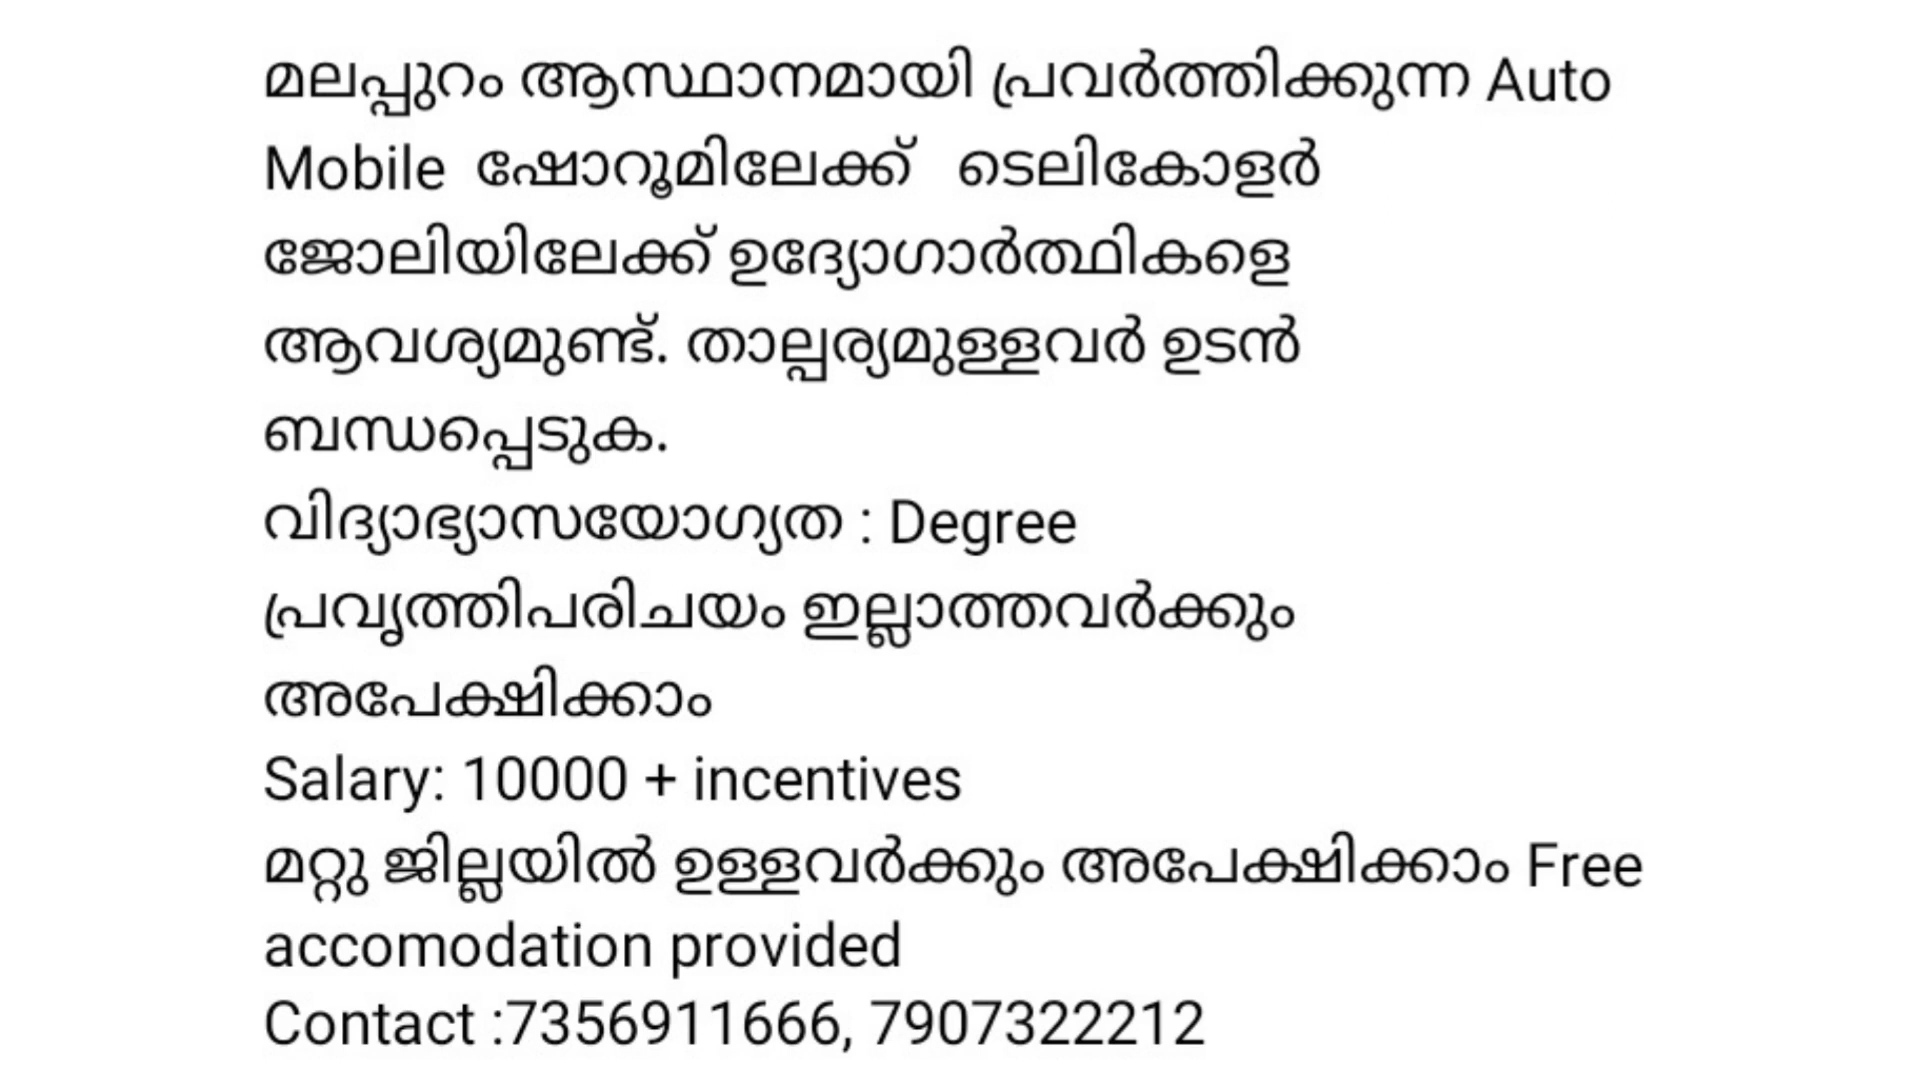 മലപ്പുറം ആസ്ഥാനമായി പ്രവർത്തിക്കുന്ന Auto
Mobile ഷോറൂമിലേക്ക് ടെലികോളർ
ജോലിയിലേക്ക് ഉദ്യോഗാർത്ഥികളെ
ആവശ്യമുണ്ട്. താല്പര്യമുള്ളവർ ഉടൻ
ബന്ധപ്പെടുക.
വിദ്യാഭ്യാസയോഗ്യത : Degree
പ്രവൃത്തിപരിചയം ഇല്ലാത്തവർക്കും
അപേക്ഷിക്കാം
Salary: 10000 + incentives
മറ്റു ജില്ലയിൽ ഉള്ളവർക്കും അപേക്ഷിക്കാം Free
accomodation provided
Contact :7356911666, 7907322212